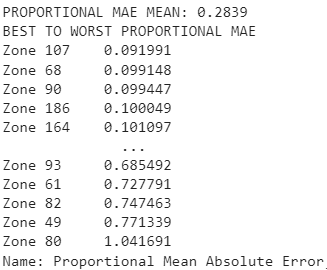 PROPORTIONAL MAE MEAN: 0.2839
BEST TO WORST PROPORTIONAL MAE
Zone 107    0.091991
Zone 68     0.099148
Zone 90     0.099447
Zone 186    0.100049
Zone 164    0.101097
              ...
Zone 93     0.685492
Zone 61     0.727791
Zone 82     0.747463
Zone 49     0.771339
Zone 80     1.041691
Name: Proportional Mean Absolute Error,